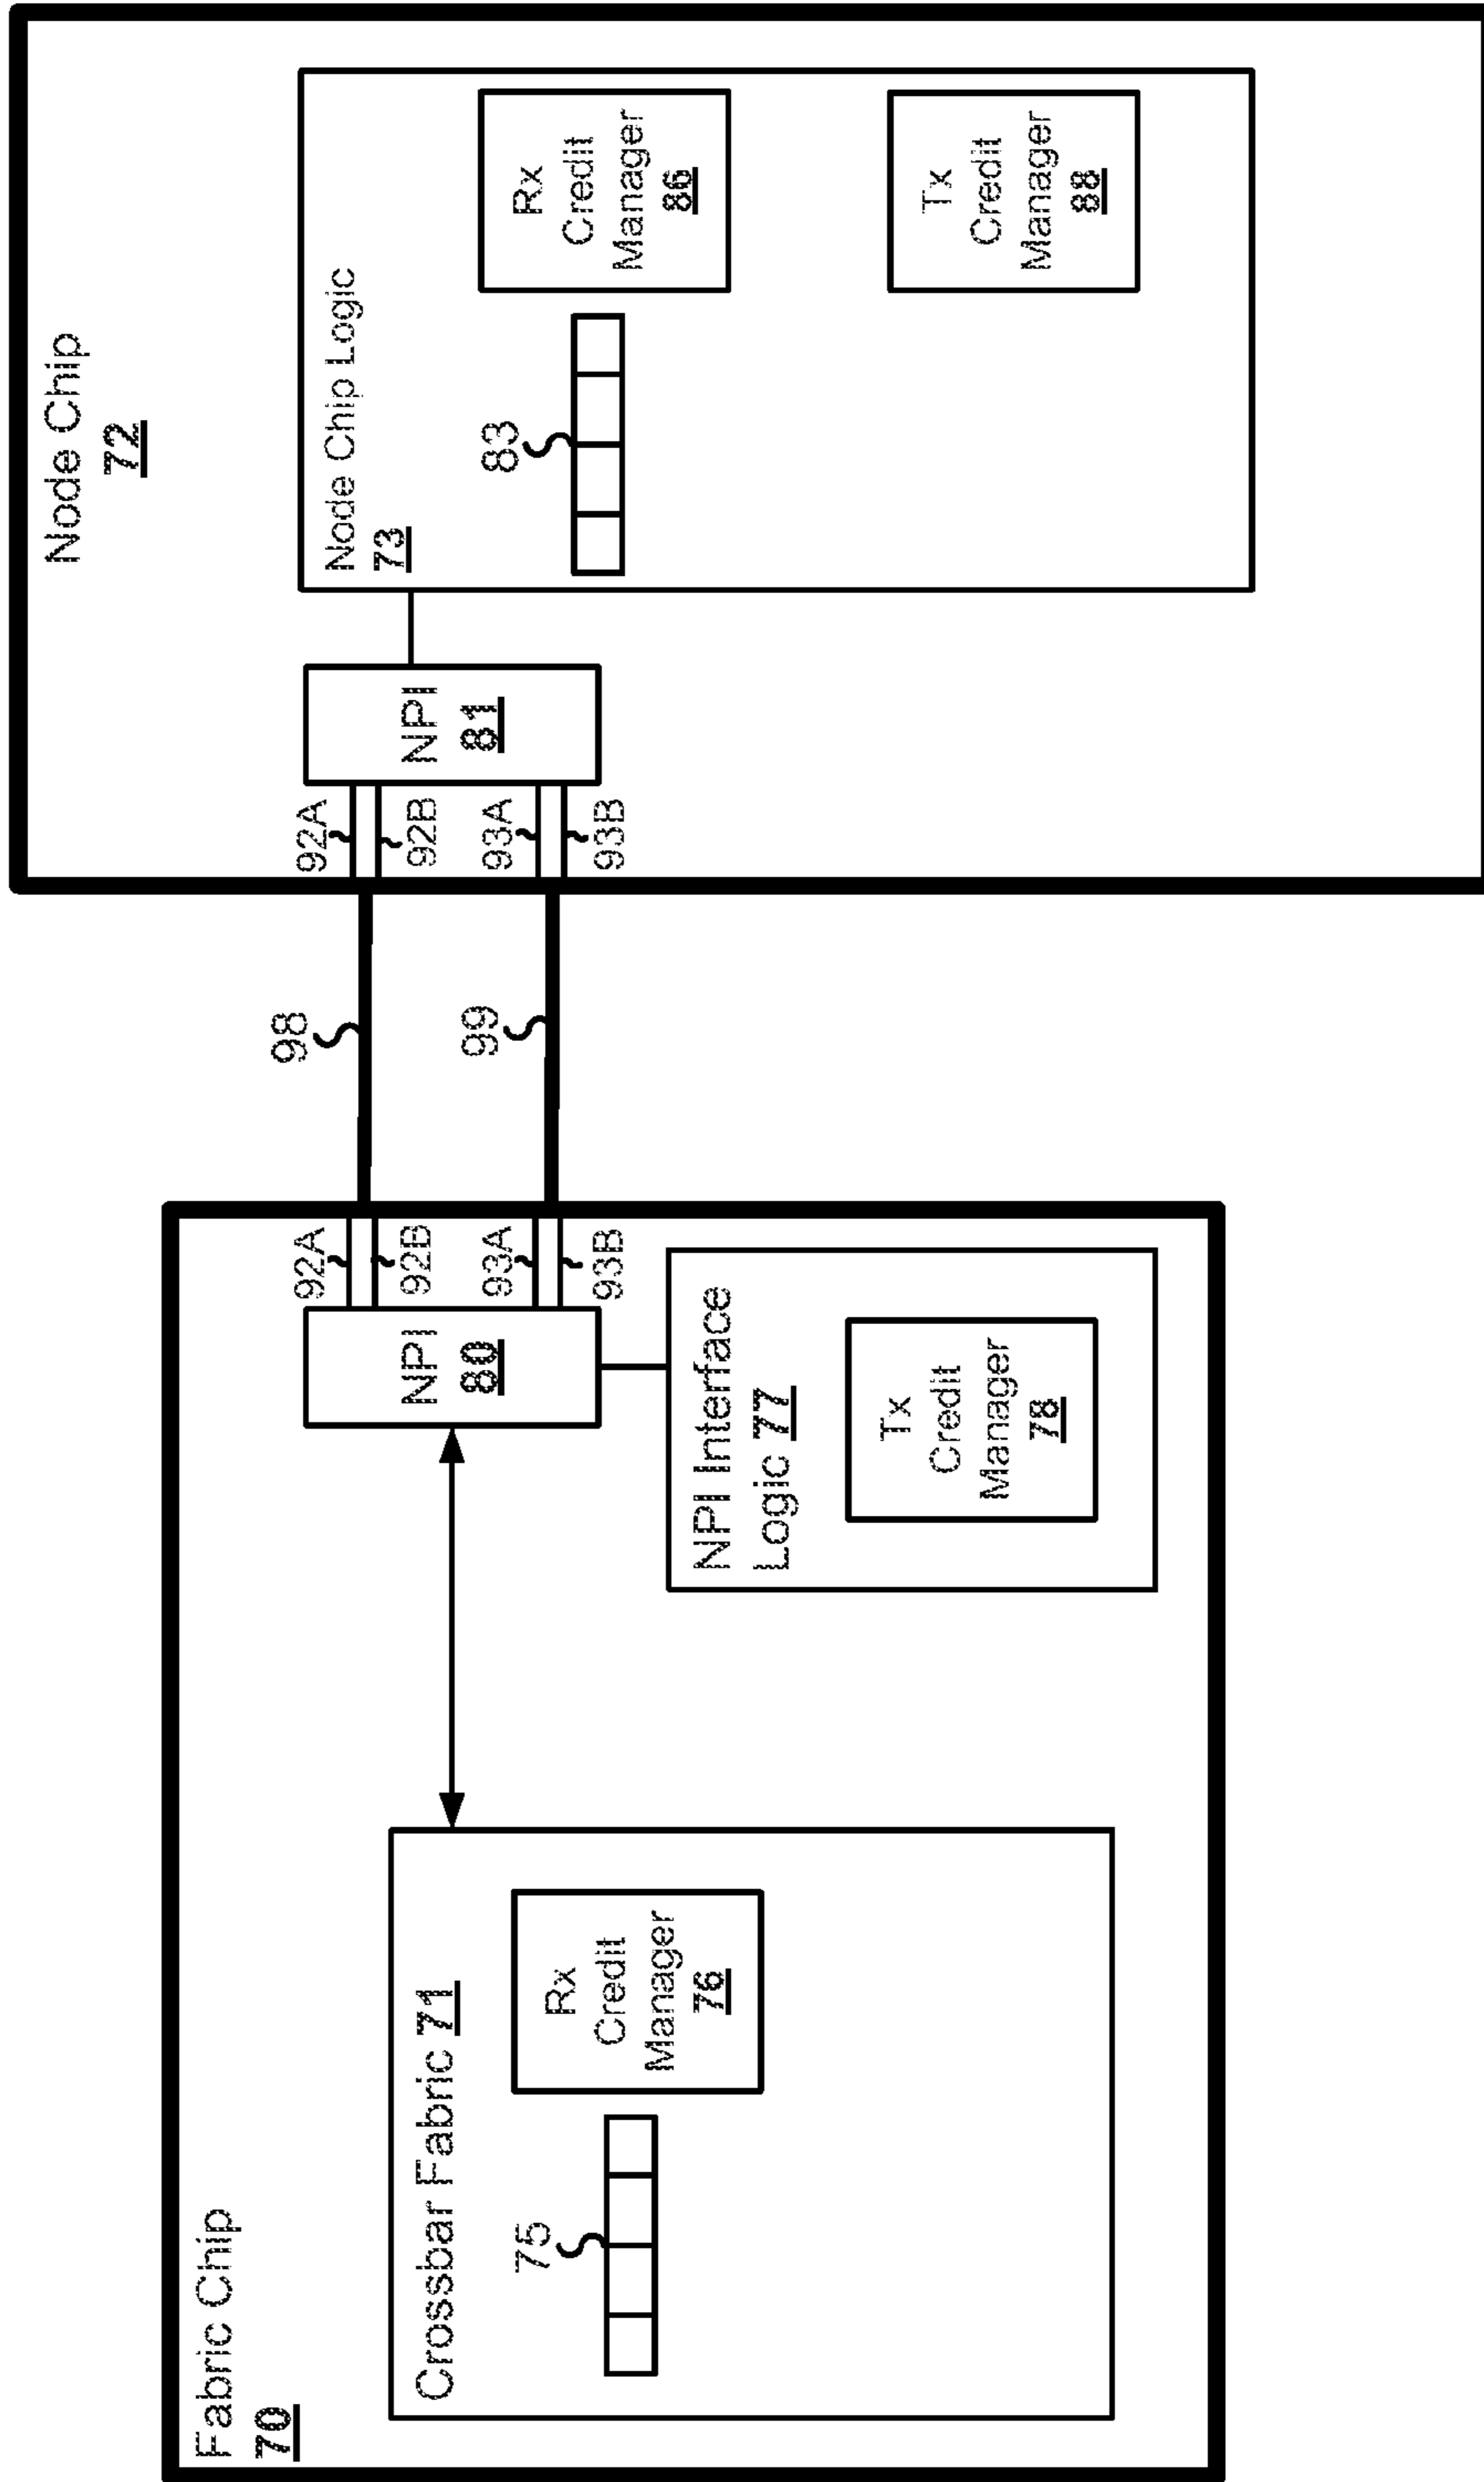 Fabric Chip
70
Crossbar Fabric 71
75
Rx
Credit
Manager
76
NPI
80
92A
92B
93A
93B
NPI Interface
Logic 77
Tx
Credit
Manager
78
98
99
Node Chip
72
92A
92B
93A
93B
NPI
81
Node Chip Logic
73
83
Rx
Credit
Manager
86
Tx
Credit
Manager
88